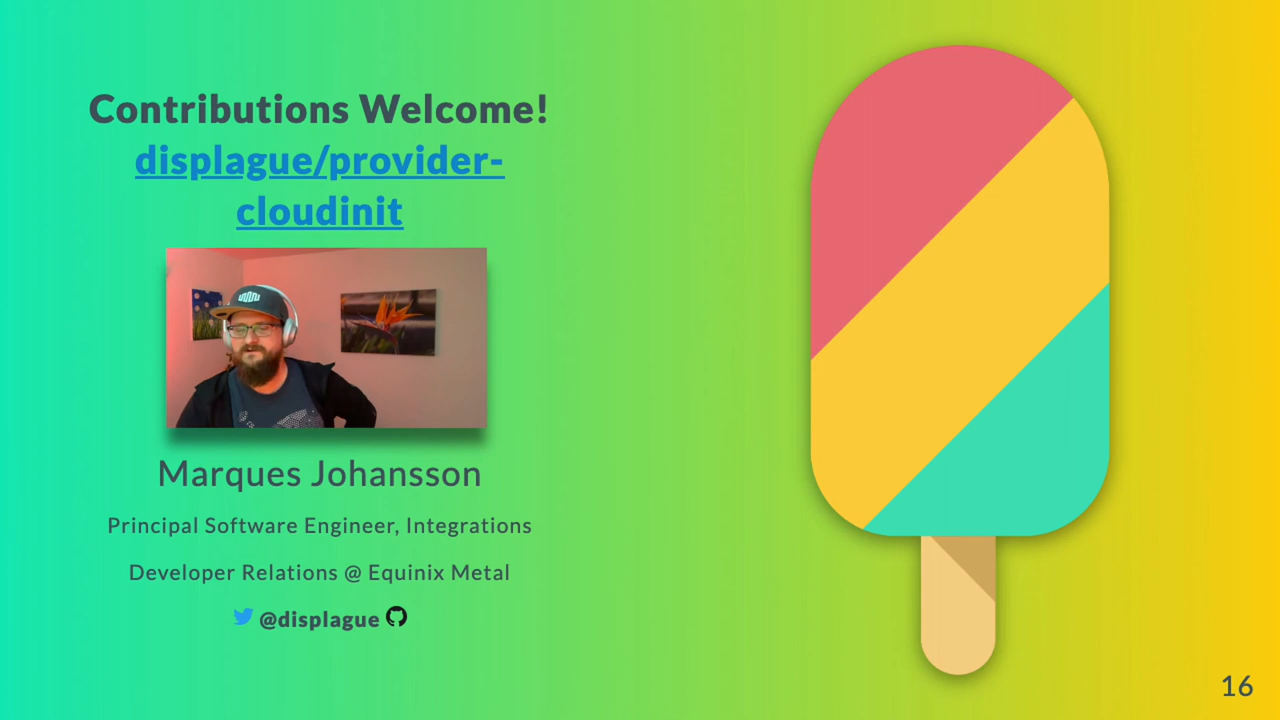 Contributions Welcome!
displague/provider-
cloudinit
Marques Johansson
Principal Software Engineer, Integrations
Developer Relations @ Equinix Metal
@displague
16